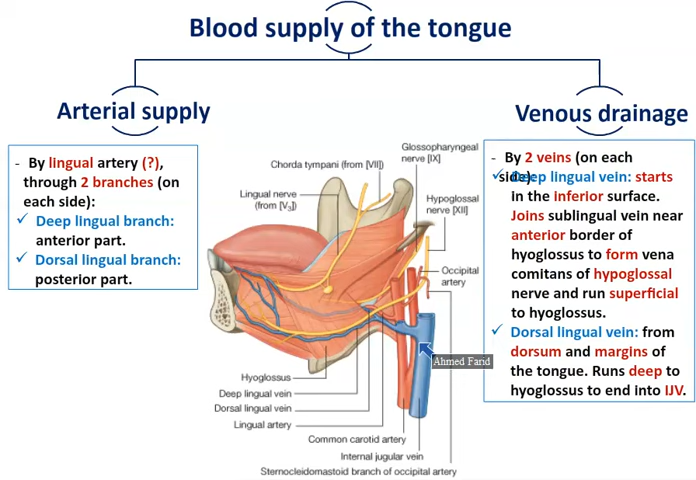 Blood supply of the tongue
Arterial supply
- By lingual artery (?),
through 2 branches (on
each side):
✓ Deep lingual branch:
anterior part.
✓ Dorsal lingual branch:
posterior part.
Glossopharyngeal
nerve [IX]
Chorda tympani (from [VII])
Lingual nerve
(from [V₃])
Hypoglossal
nerve [XII]
Occipital
artery
Ahmed Farid
Hyoglossus
Deep lingual vein
Dorsal lingual vein
Lingual artery
Common carotid artery
Internal jugular vein
Sternocleidomastoid branch of occipital artery
Venous drainage
- By 2 veins (on each
side):
✓ Deep lingual vein: starts
in the inferior surface.
Joins sublingual vein near
anterior border of
hyoglossus to form vena
comitans of hypoglossal
nerve and run superficial
to hyoglossus.
✓ Dorsal lingual vein: from
dorsum and margins of
the tongue. Runs deep to
hyoglossus to end into IJV.